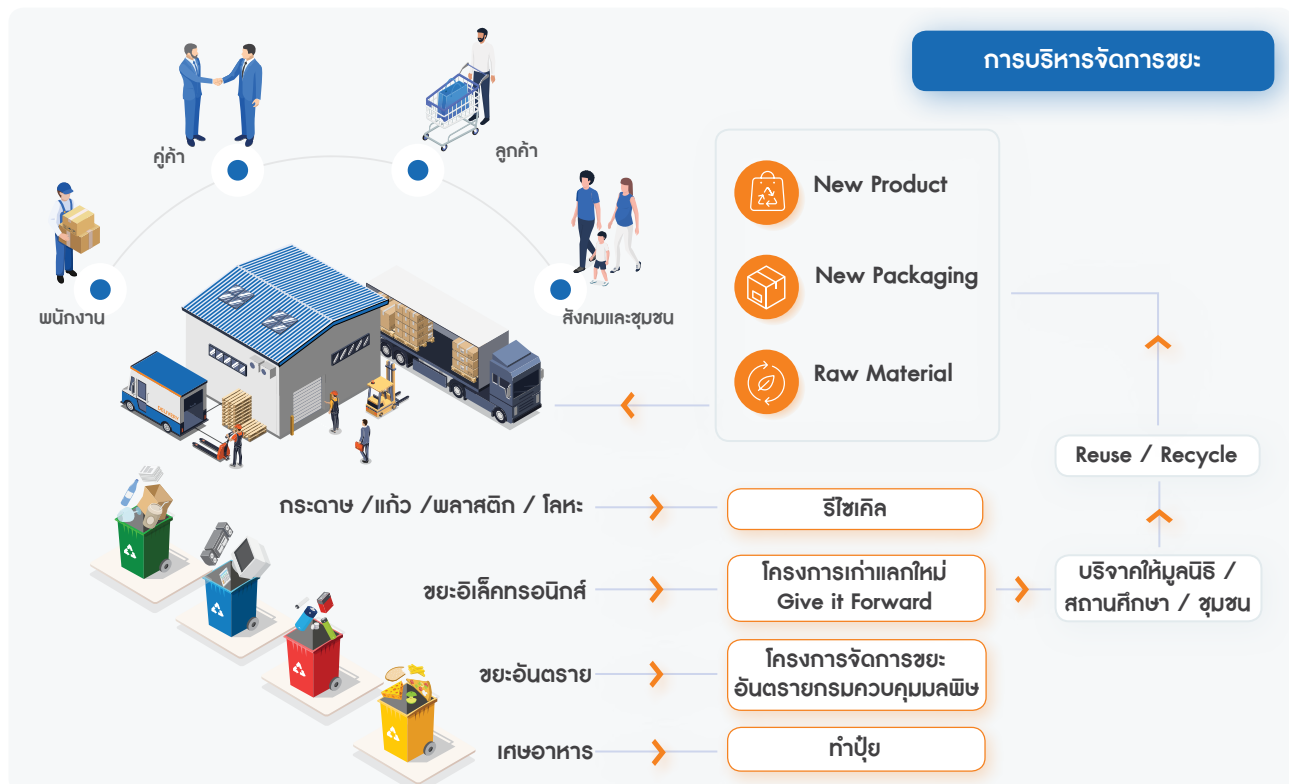 การบริหารจัดการขยะ
คู่ค้า
ลูกค้า
พนักงาน
สังคมและชุมชน
New Product
New Packaging
Raw Material
Reuse / Recycle
กระดาษ /แก้ว /พลาสติก / โลหะ
รีไซเคิล
ขยะอิเล็คทรอนิกส์
โครงการเก่าแลกใหม่
Give it Forward
บริจาคให้มูลนิธิ /
สถานศึกษา / ชุมชน
ขยะอันตราย
โครงการจัดการขยะ
อันตรายกรมควบคุมมลพิษ
เศษอาหาร
ทำปุ๋ย